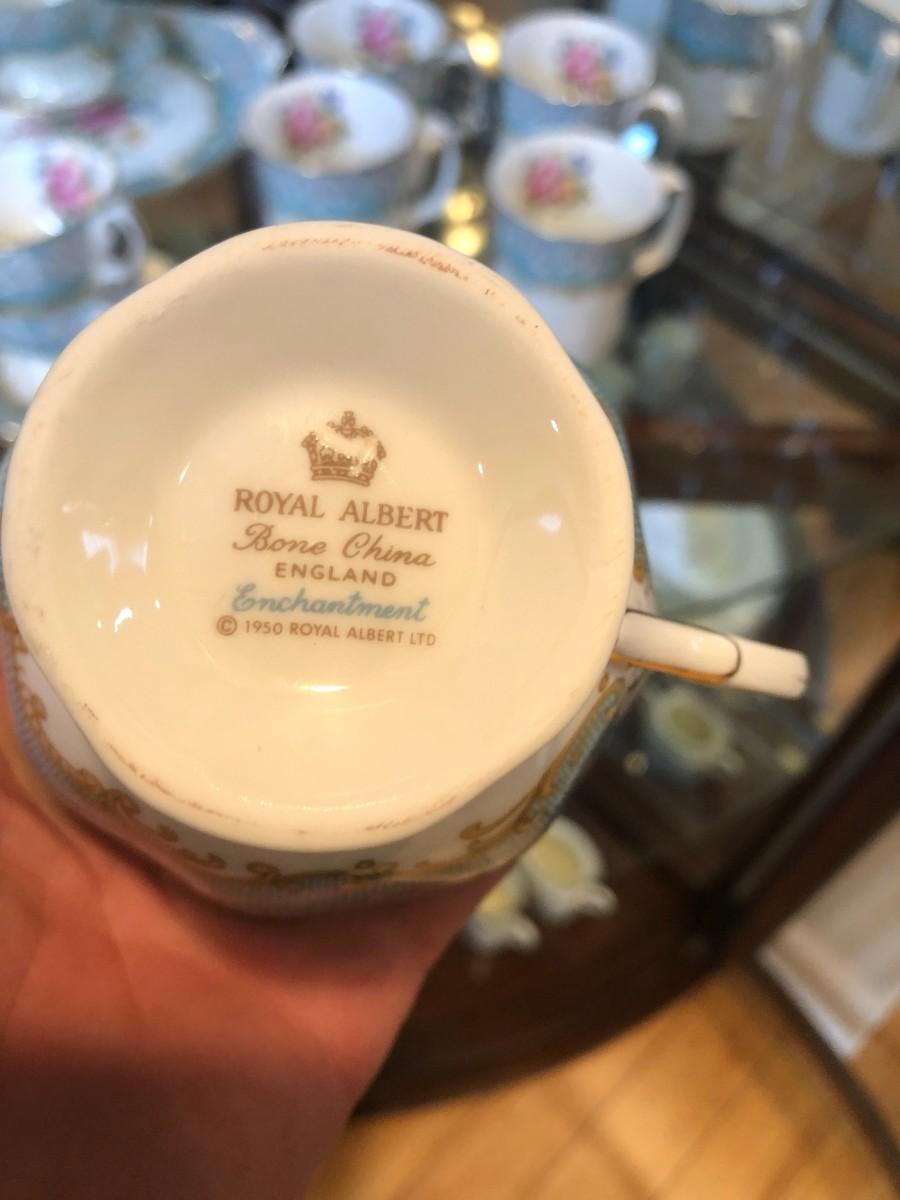 ROYAL ALBERT
Bone China
ENGLAND
Enchantment
© 1950 ROYAL ALBERT LTD